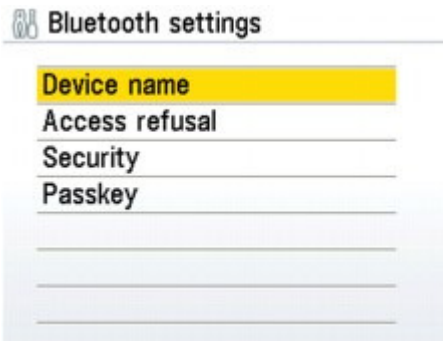 Bluetooth settings
Device name
Access refusal
Security
Passkey